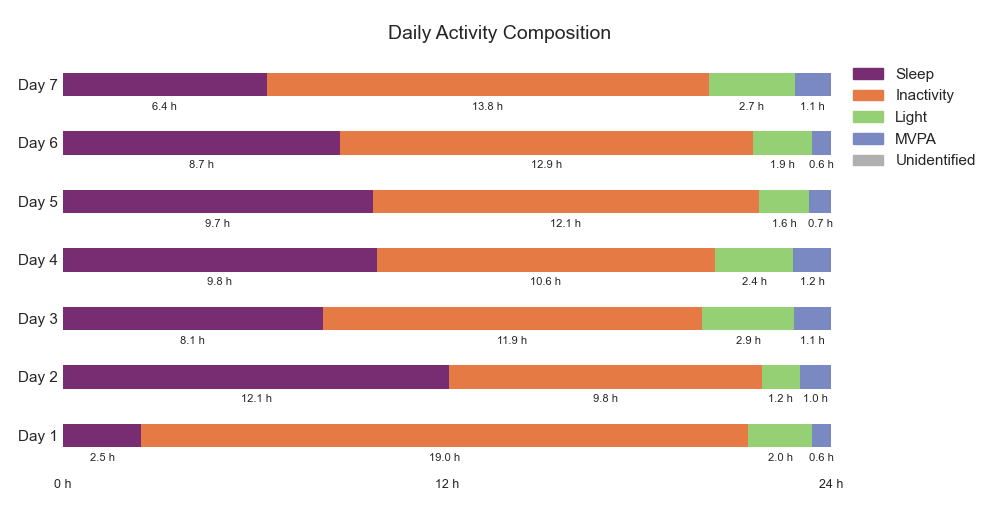 Daily Activity Composition
Day 7
6.4 h 13.8 h 2.7 h 1.1 h
Day 6
8.7 h 12.9 h 1.9 h 0.6 h
Day 5
9.7 h 12.1 h 1.6 h 0.7 h
Day 4
9.8 h 10.6 h 2.4 h 1.2 h
Day 3
8.1 h 11.9 h 2.9 h 1.1 h
Day 2
12.1 h 9.8 h 1.2 h 1.0 h
Day 1
2.5 h 19.0 h 2.0 h 0.6 h
0 h 12 h 24 h
Sleep
Inactivity
Light
MVPA
Unidentified